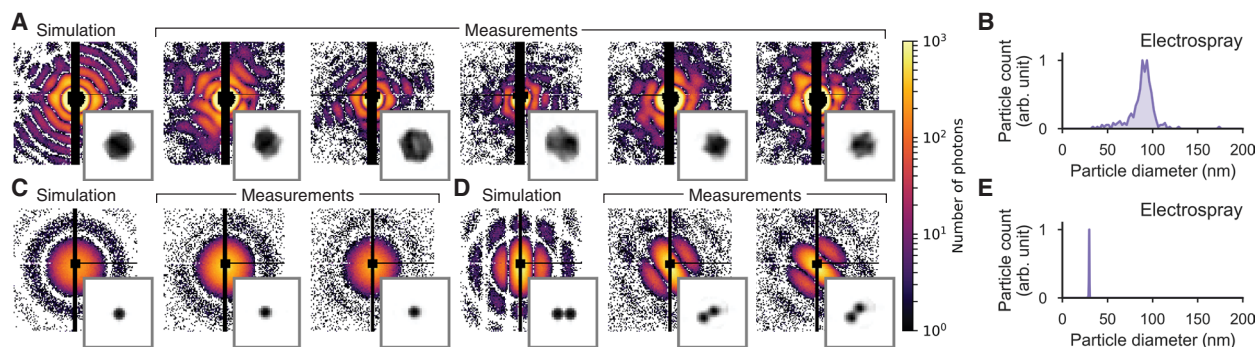 A
Simulation
Measurements
10³
10²
10¹
10⁰
Number of photons
B
Electrospray
Particle count
(arb. unit)
1
0
0 50 100 150 200
Particle diameter (nm)
C
Simulation
Measurements
D
Simulation
Measurements
E
Electrospray
Particle count
(arb. unit)
1
0
0 50 100 150 200
Particle diameter (nm)